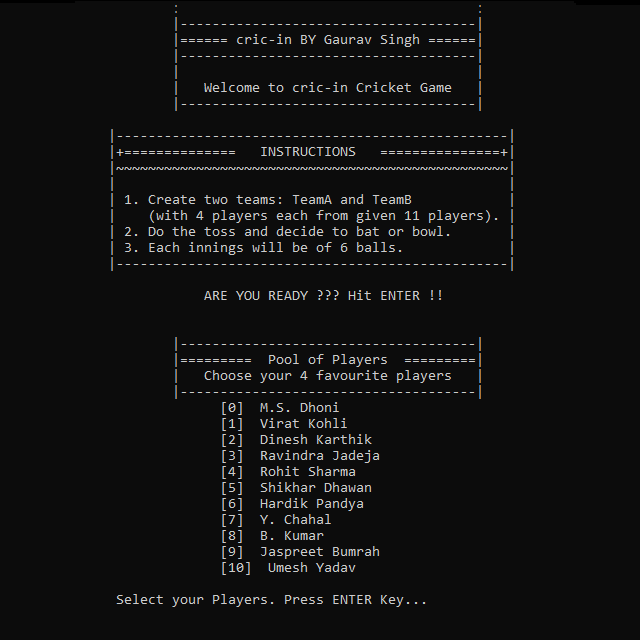 :                                     :
|-------------------------------------|
|====== cric-in BY Gaurav Singh ======|
|-------------------------------------|
|                                     |
|   Welcome to cric-in Cricket Game   |
|-------------------------------------|
|-------------------------------------------------|
|+==============   INSTRUCTIONS   ===============+|
|~~~~~~~~~~~~~~~~~~~~~~~~~~~~~~~~~~~~~~~~~~~~~~~~~|
|                                                 |
| 1. Create two teams: TeamA and TeamB            |
|    (with 4 players each from given 11 players). |
| 2. Do the toss and decide to bat or bowl.       |
| 3. Each innings will be of 6 balls.             |
|-------------------------------------------------|
ARE YOU READY ??? Hit ENTER !!
|-------------------------------------|
|=========  Pool of Players  =========|
|   Choose your 4 favourite players   |
|-------------------------------------|
[0]  M.S. Dhoni
[1]  Virat Kohli
[2]  Dinesh Karthik
[3]  Ravindra Jadeja
[4]  Rohit Sharma
[5]  Shikhar Dhawan
[6]  Hardik Pandya
[7]  Y. Chahal
[8]  B. Kumar
[9]  Jaspreet Bumrah
[10]  Umesh Yadav
Select your Players. Press ENTER Key...